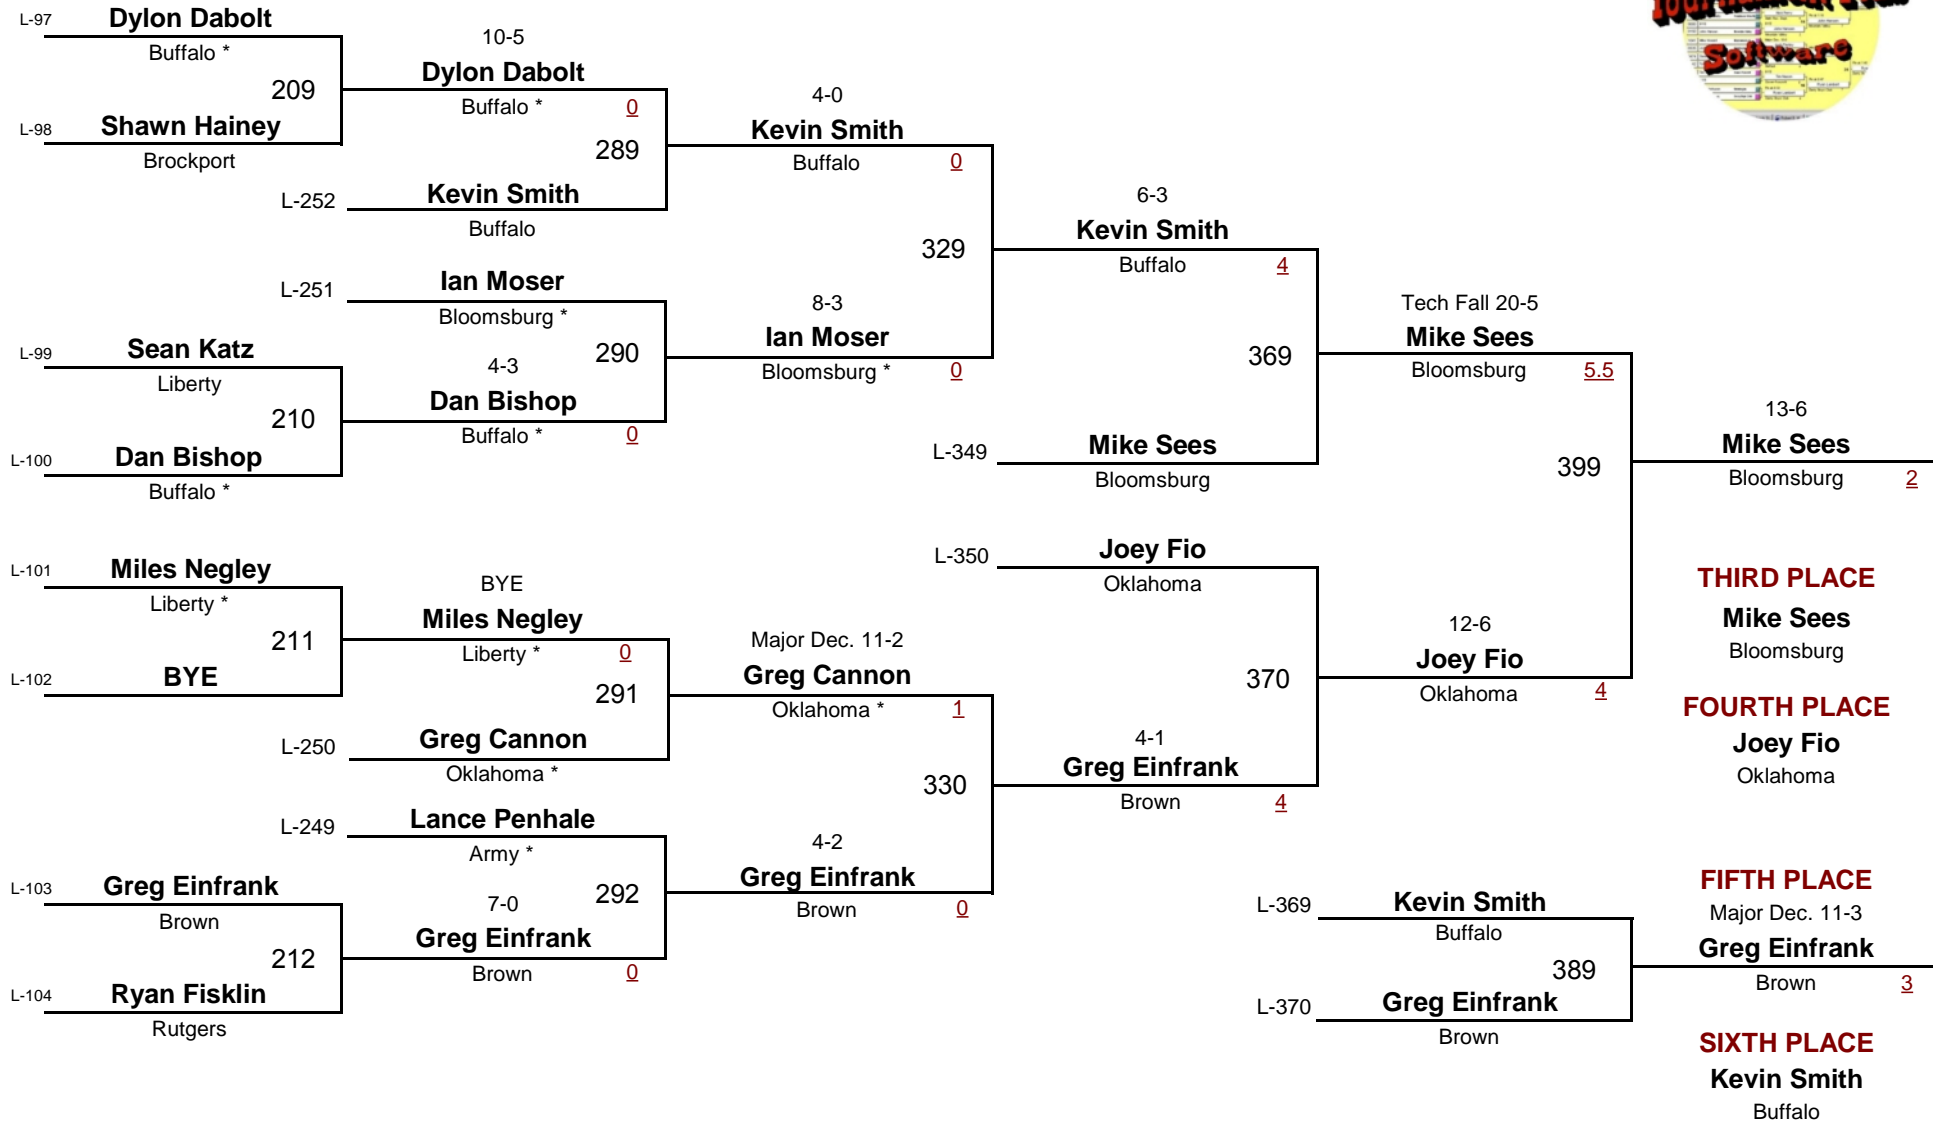 L-97
Dylon Dabolt
Buffalo *
209
L-98
Shawn Hainey
Brockport
10-5
Dylon Dabolt
Buffalo *
0
289
L-252
Kevin Smith
Buffalo
4-0
Kevin Smith
Buffalo
0
L-251
Ian Moser
Bloomsburg *
L-99
Sean Katz
Liberty
210
L-100
Dan Bishop
Buffalo *
4-3
290
Dan Bishop
Buffalo *
0
329
8-3
Ian Moser
Bloomsburg *
0
6-3
Kevin Smith
Buffalo
4
369
L-349
Mike Sees
Bloomsburg
Tech Fall 20-5
Mike Sees
Bloomsburg
5.5
399
13-6
Mike Sees
Bloomsburg
2
L-101
Miles Negley
Liberty *
211
L-102
BYE
BYE
Miles Negley
Liberty *
0
291
L-250
Greg Cannon
Oklahoma *
Major Dec. 11-2
Greg Cannon
Oklahoma *
1
L-249
Lance Penhale
Army *
L-103
Greg Einfrank
Brown
212
L-104
Ryan Fisklin
Rutgers
7-0
292
Greg Einfrank
Brown
0
330
4-2
Greg Einfrank
Brown
0
L-350
Joey Fio
Oklahoma
370
4-1
Greg Einfrank
Brown
4
12-6
Joey Fio
Oklahoma
4
THIRD PLACE
Mike Sees
Bloomsburg
FOURTH PLACE
Joey Fio
Oklahoma
L-369
Kevin Smith
Buffalo
389
L-370
Greg Einfrank
Brown
FIFTH PLACE
Major Dec. 11-3
Greg Einfrank
Brown
3
SIXTH PLACE
Kevin Smith
Buffalo
Software